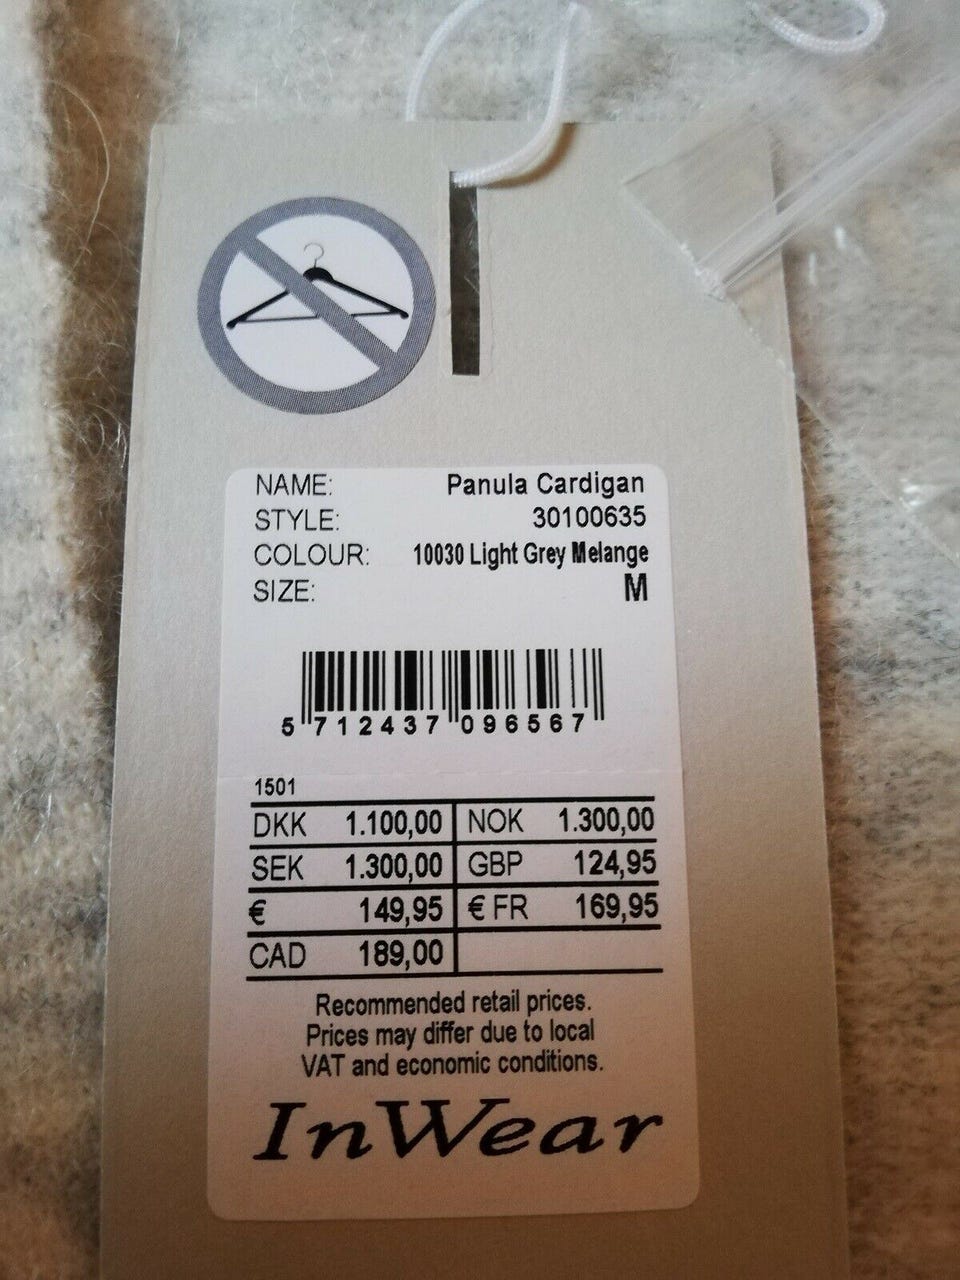 NAME: Panula Cardigan
STYLE: 30100635
COLOUR: 10030 Light Grey Melange
SIZE: M
5 712437 096567
1501
DKK 1.100,00 NOK 1.300,00
SEK 1.300,00 GBP 124,95
€ 149,95 € FR 169,95
CAD 189,00
Recommended retail prices.
Prices may differ due to local
VAT and economic conditions.
InWear